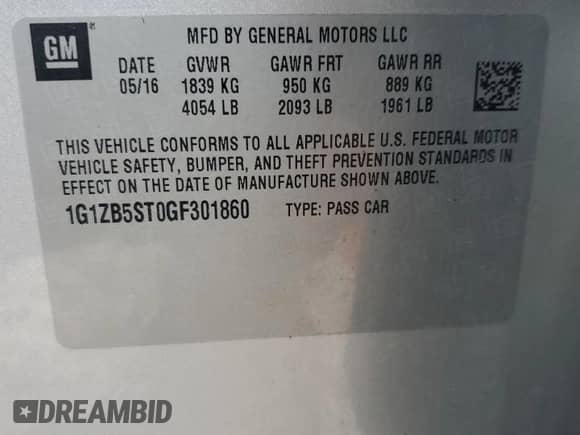 GM
MFD BY GENERAL MOTORS LLC
DATE GVWR GAWR FRT GAWR RR
05/16 1839 KG 950 KG 889 KG
4054 LB 2093 LB 1961 LB
THIS VEHICLE CONFORMS TO ALL APPLICABLE U.S. FEDERAL MOTOR
VEHICLE SAFETY, BUMPER, AND THEFT PREVENTION STANDARDS IN
EFFECT ON THE DATE OF MANUFACTURE SHOWN ABOVE.
1G1ZB5ST0GF301860 TYPE: PASS CAR
DREAMBID